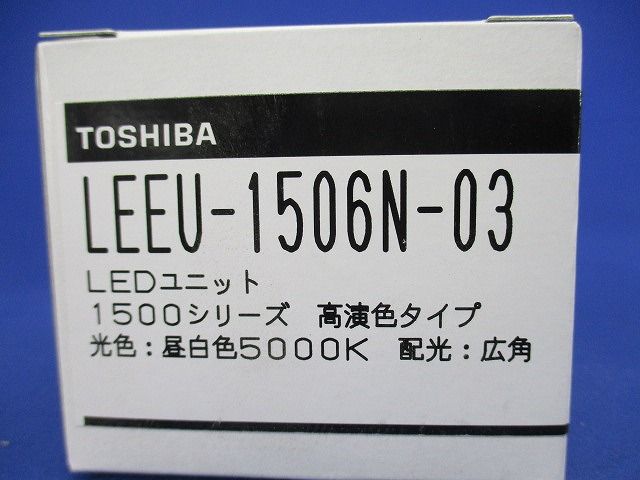 TOSHIBA
LEEU-1506N-03
LEDユニット
1500シリーズ 高演色タイプ
光色：昼白色5000K 配光：広角